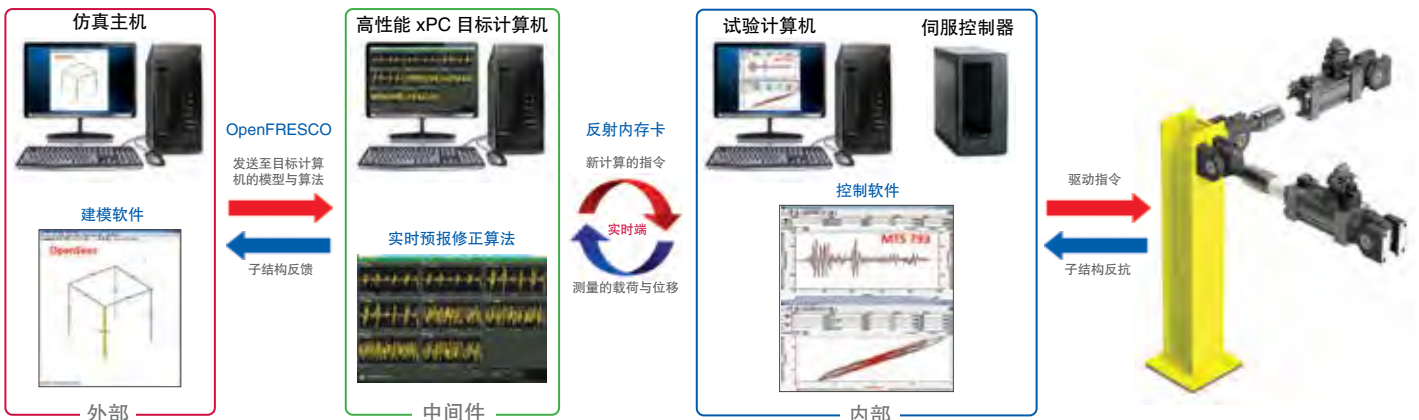 仿真主机
建模软件
OpenSees
外部
OpenFRESCO
发送至目标计算
机的模型与算法
子结构反馈
高性能 xPC 目标计算机
实时预报修正算法
中间件
反射内存卡
新计算的指令
实时端
测量的载荷与位移
试验计算机
伺服控制器
控制软件
MTS 793
内部
驱动指令
子结构反抗